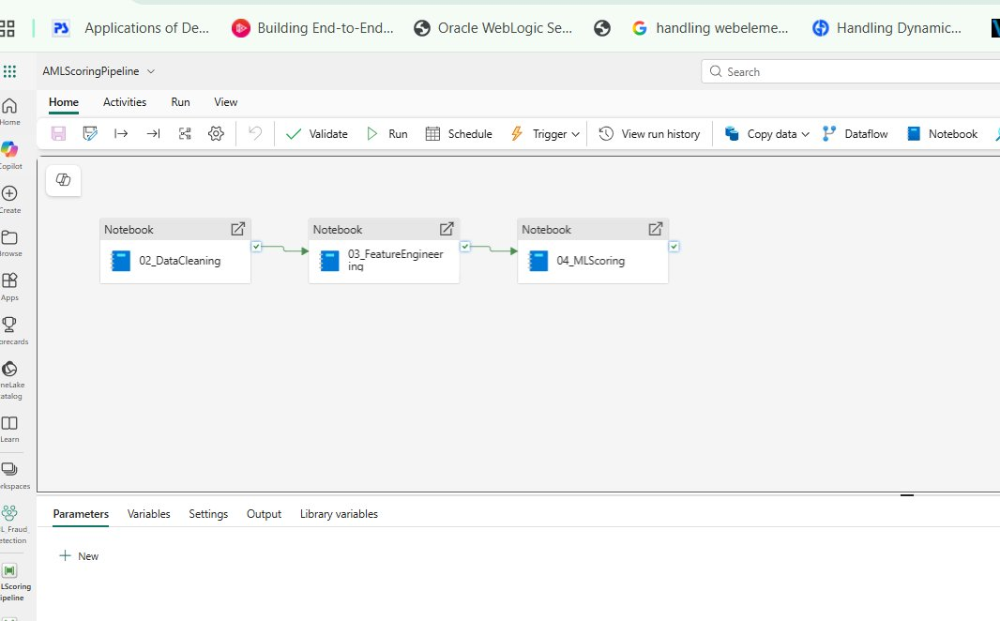 PS Applications of De... Building End-to-End... Oracle WebLogic Se... handling webeleme... Handling Dynamic...
AMLScoringPipeline Search
Home Activities Run View
Validate Run Schedule Trigger View run history Copy data Dataflow Notebook
Home
Copilot
Create
Browse
Apps
orecards
neLake
atalog
Learn
rkspaces
L_Fraud_
etection
LScoring
ipeline
Notebook
02_DataCleaning
Notebook
03_FeatureEngineer
ing
Notebook
04_MLScoring
Parameters Variables Settings Output Library variables
New